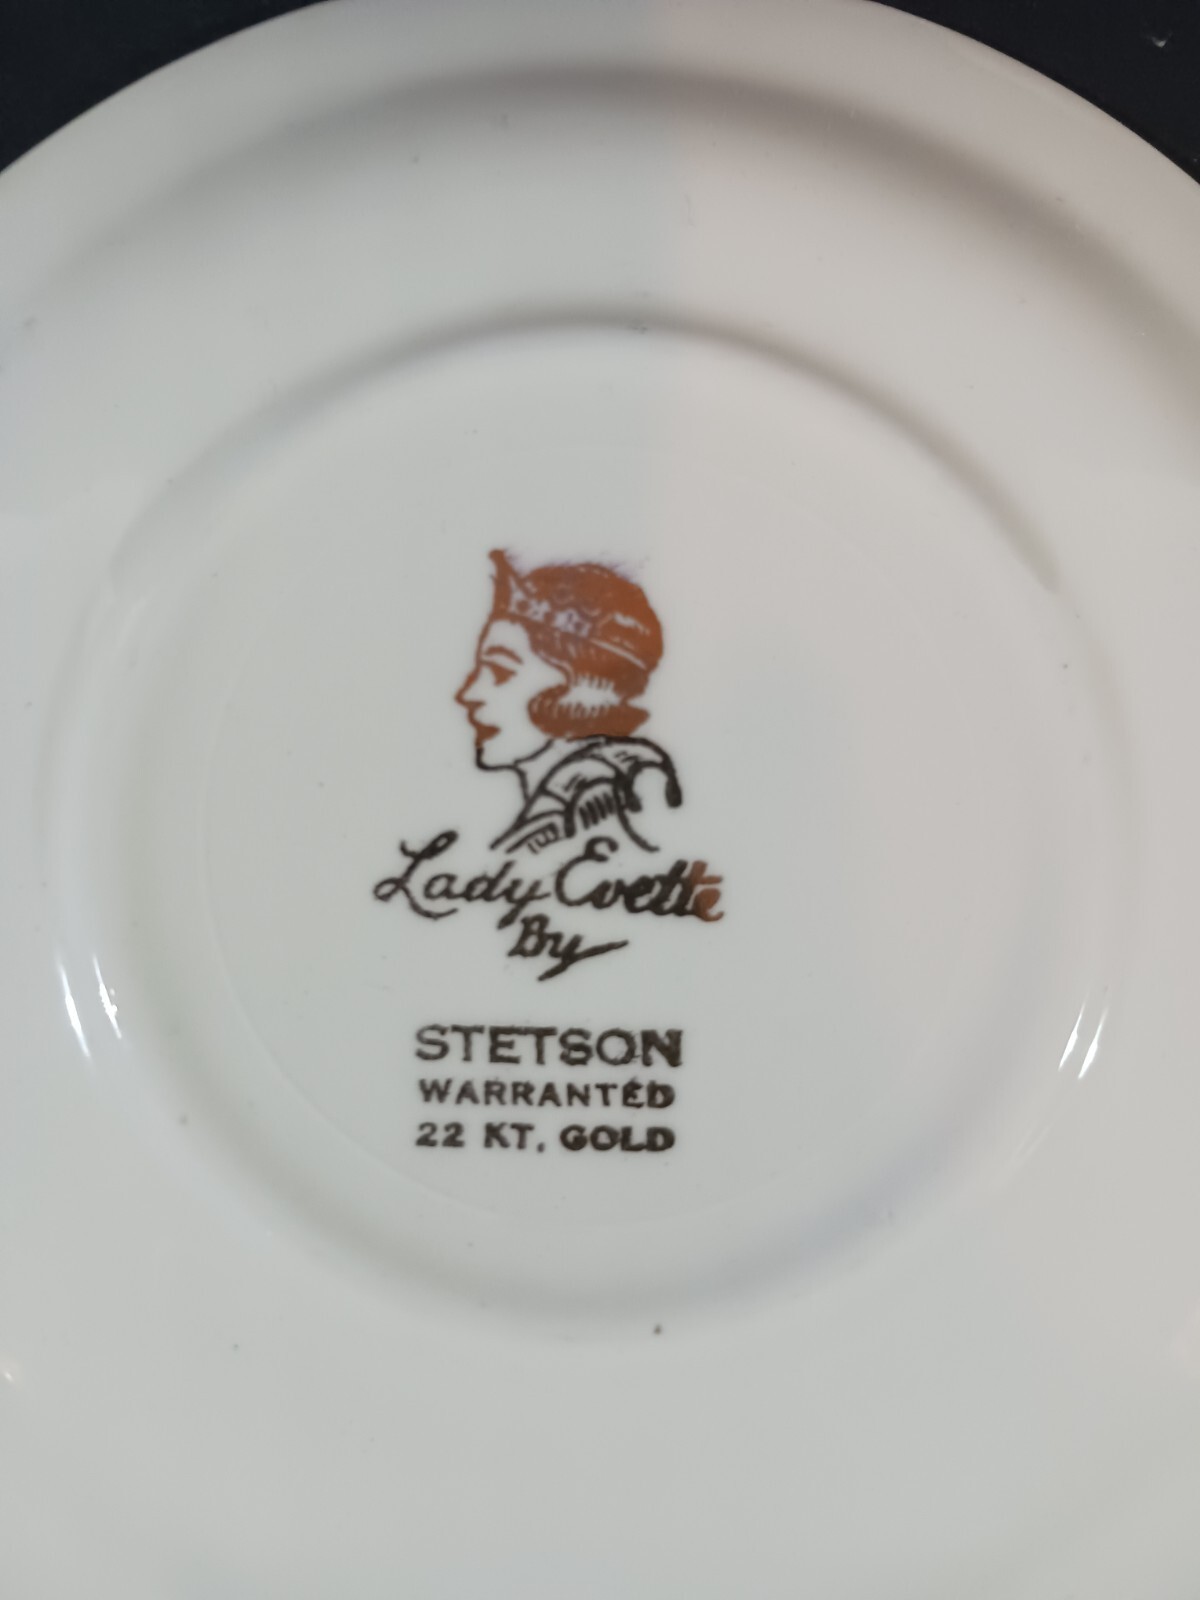 Lady Evette
By
STETSON
WARRANTED
22 KT. GOLD